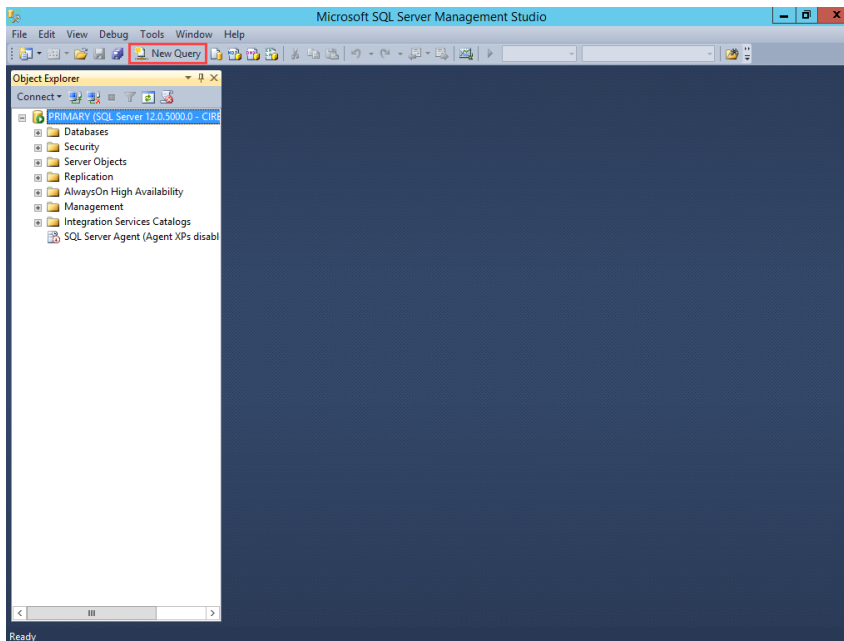 Microsoft SQL Server Management Studio
File Edit View Debug Tools Window Help
New Query
Object Explorer
Connect
PRIMARY (SQL Server 12.0.5000.0 - CIRE
Databases
Security
Server Objects
Replication
AlwaysOn High Availability
Management
Integration Services Catalogs
SQL Server Agent (Agent XPs disabl
Ready